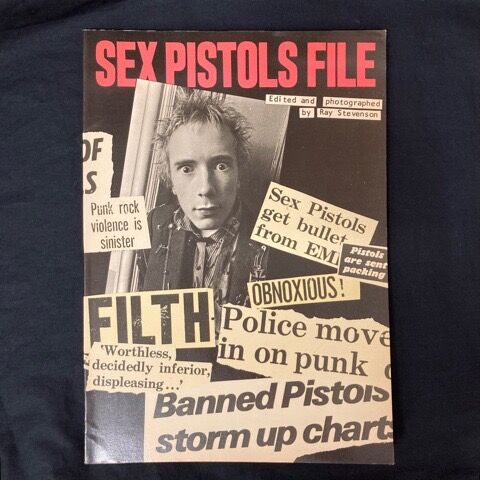 SEX PISTOLS FILE
Edited and photographed
by Ray Stevenson
OF
Punk rock
violence is
sinister
Sex Pistols
get bullet
from EMI
Pistols
are sent
packing
OBNOXIOUS!
FILTH
Police move
in on punk
'Worthless,
decidedly inferior,
displeasing...'
Banned Pistols
storm up charts